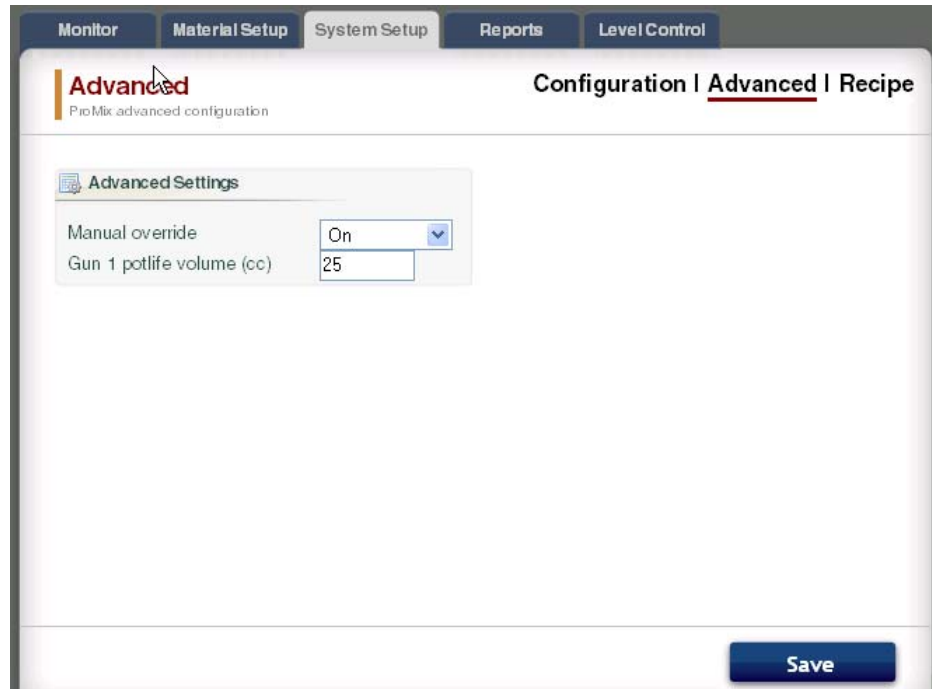 Monitor Material Setup System Setup Reports Level Control
Advanced
ProMix advanced configuration
Configuration | Advanced | Recipe
Advanced Settings
Manual override On
Gun 1 potlife volume (cc) 25
Save